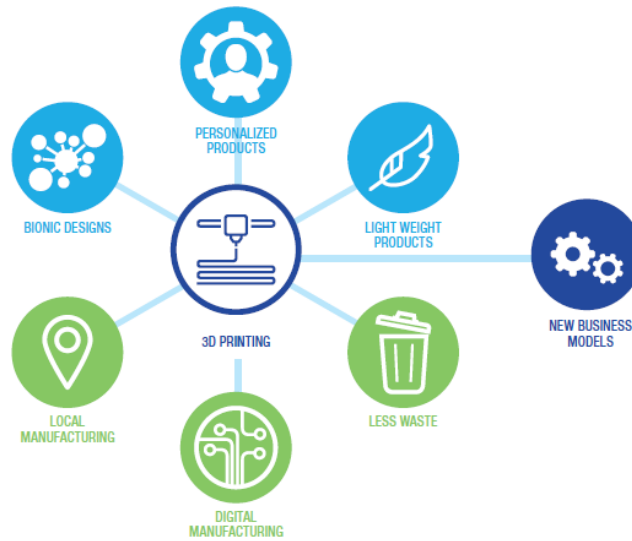 PERSONALIZED
PRODUCTS
BIONIC DESIGNS
LIGHT WEIGHT
PRODUCTS
3D PRINTING
NEW BUSINESS
MODELS
LOCAL
MANUFACTURING
LESS WASTE
DIGITAL
MANUFACTURING